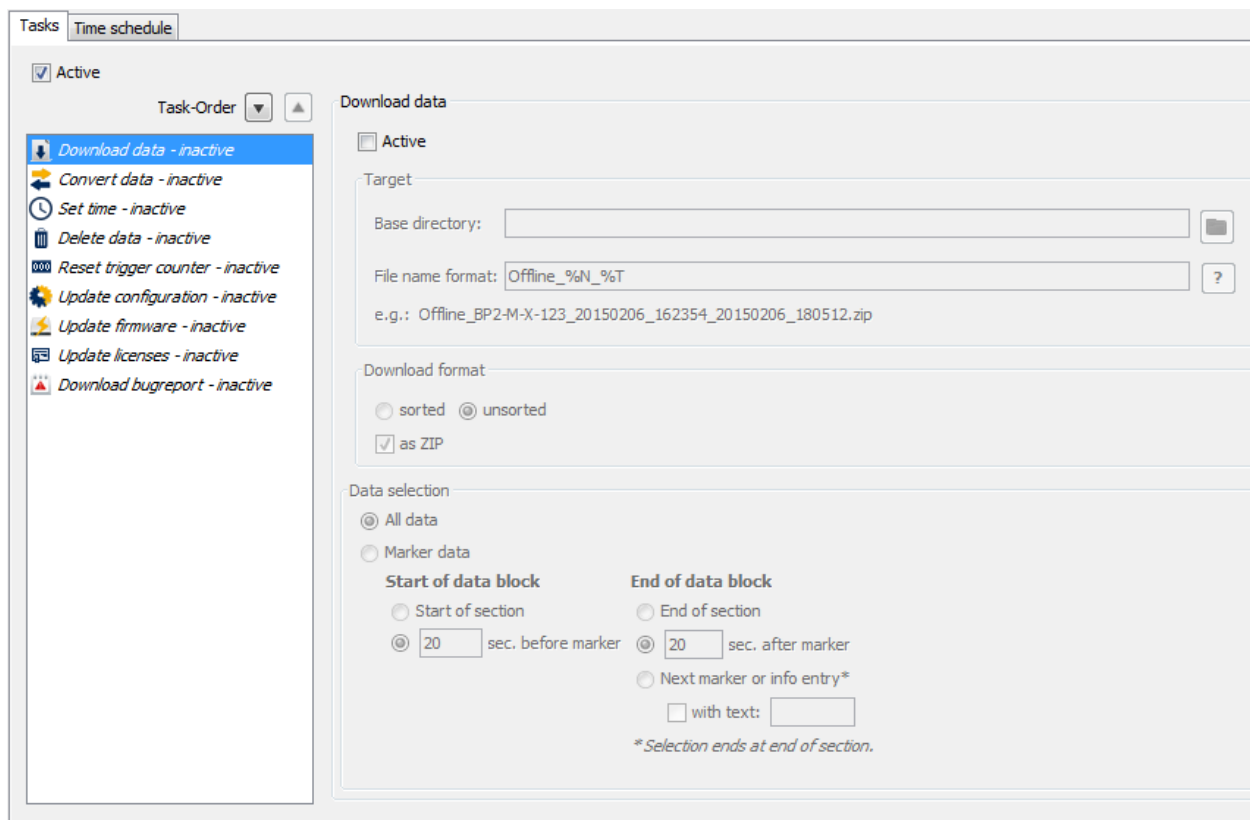 Tasks Time schedule
Active
Task-Order
Download data - inactive
Convert data - inactive
Set time - inactive
Delete data - inactive
000 Reset trigger counter - inactive
Update configuration - inactive
Update firmware - inactive
Update licenses - inactive
Download bugreport - inactive
Download data
Active
Target
Base directory:
File name format: Offline_%N_%T ?
e.g.: Offline_BP2-M-X-123_20150206_162354_20150206_180512.zip
Download format
sorted unsorted
as ZIP
Data selection
All data
Marker data
Start of data block End of data block
Start of section End of section
20 sec. before marker 20 sec. after marker
Next marker or info entry*
with text:
*Selection ends at end of section.